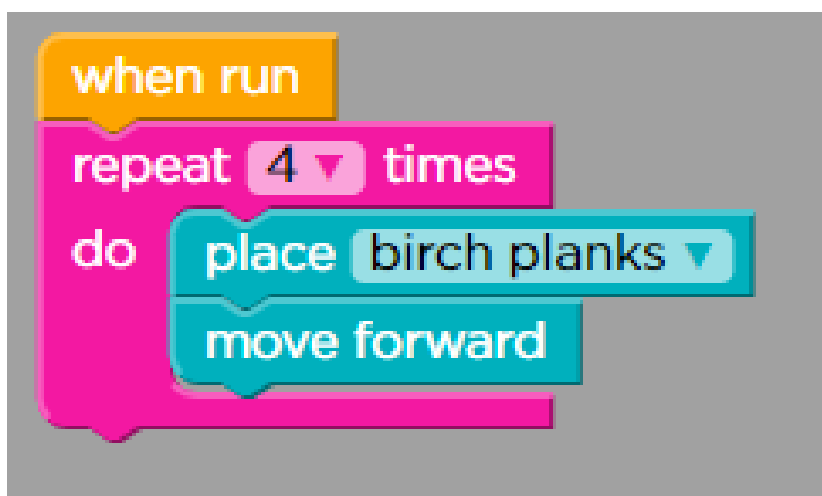 when run
repeat 4 times
do place birch planks
move forward